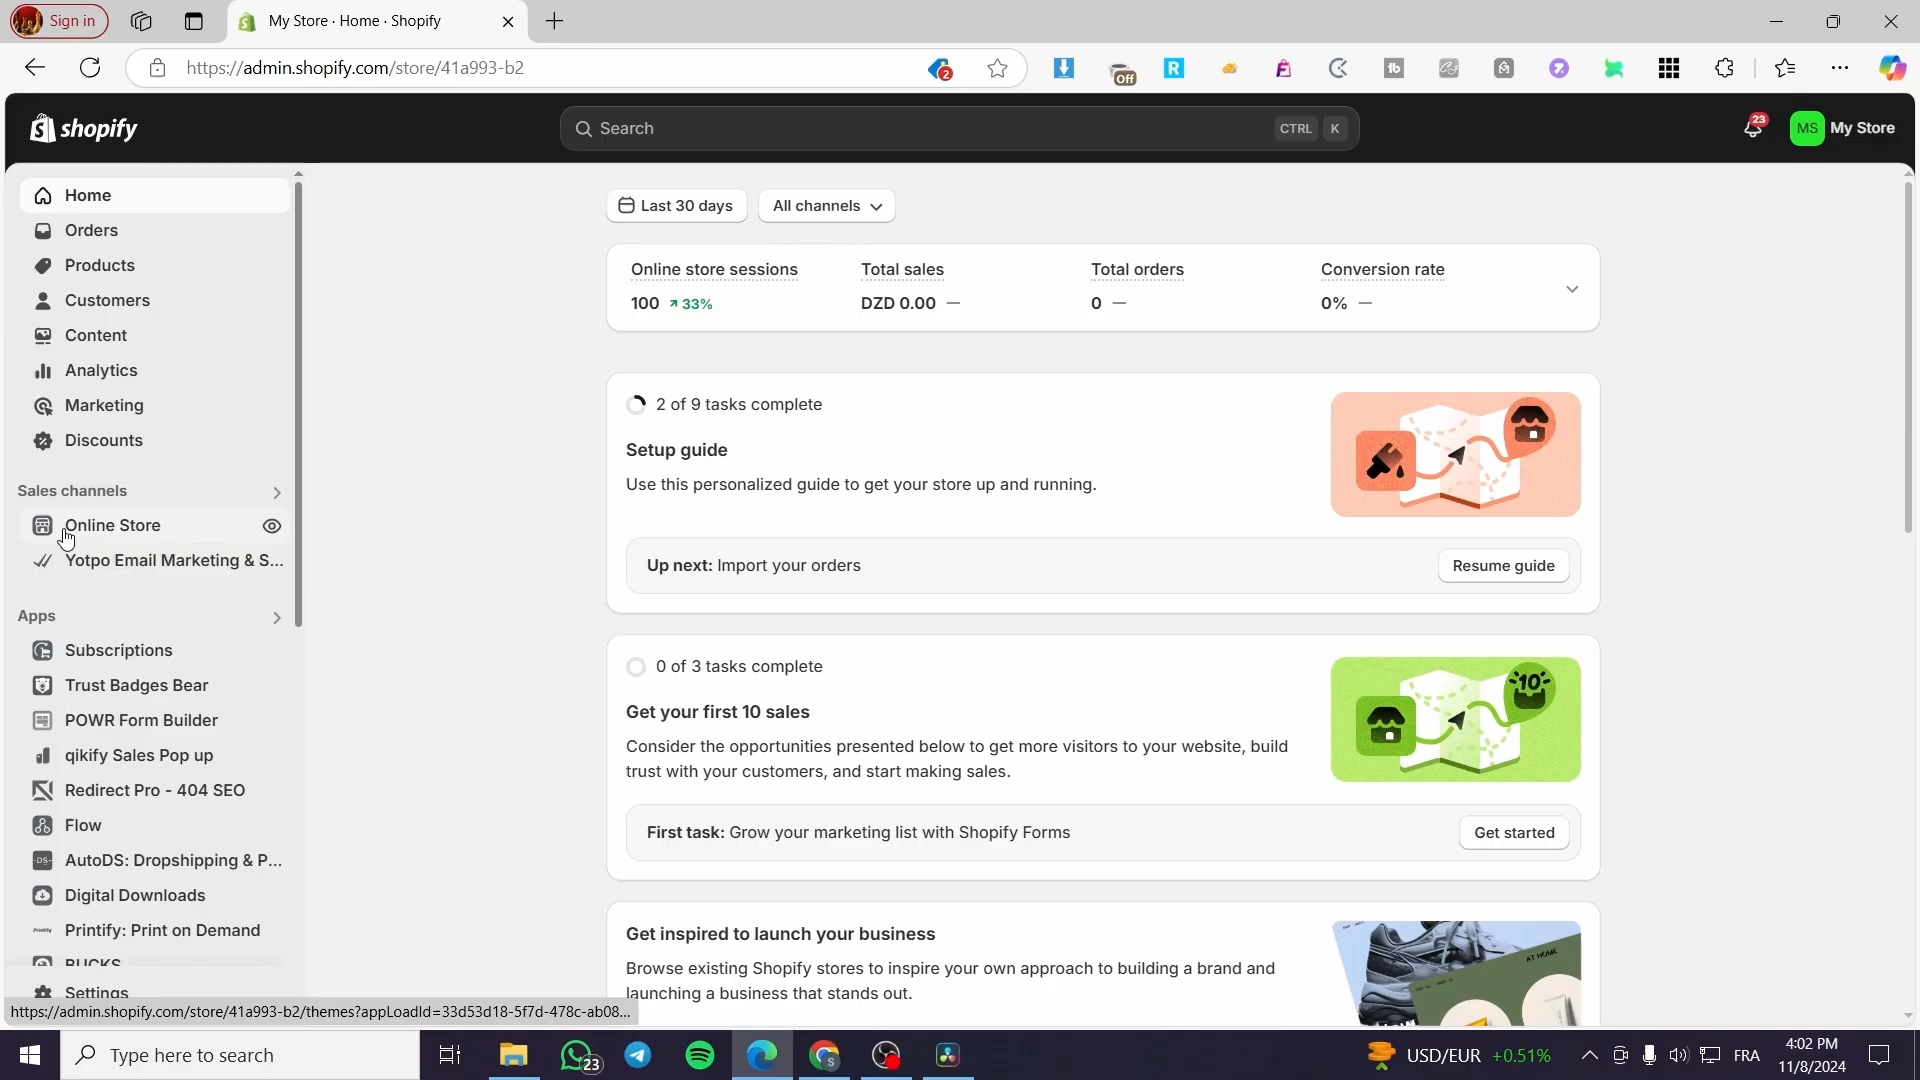 Sign in
My Store · Home · Shopify
https://admin.shopify.com/store/41a993-b2
2
Off
shopify
Search
CTRL K
23
MS My Store
Home
Orders
Products
Customers
Content
Analytics
Marketing
Discounts
Sales channels
Online Store
Yotpo Email Marketing & S...
Apps
Subscriptions
Trust Badges Bear
POWR Form Builder
qikify Sales Pop up
Redirect Pro - 404 SEO
Flow
AutoDS: Dropshipping & P...
Digital Downloads
Printify: Print on Demand
BUCKS
Settings
https://admin.shopify.com/store/41a993-b2/themes?appLoadId=33d53d18-5f7d-478c-ab08...
Last 30 days
All channels
Online store sessions
100 33%
Total sales
DZD 0.00 —
Total orders
0 —
Conversion rate
0% —
2 of 9 tasks complete
Setup guide
Use this personalized guide to get your store up and running.
Up next: Import your orders
Resume guide
0 of 3 tasks complete
Get your first 10 sales
Consider the opportunities presented below to get more visitors to your website, build
trust with your customers, and start making sales.
10
First task: Grow your marketing list with Shopify Forms
Get started
Get inspired to launch your business
Browse existing Shopify stores to inspire your own approach to building a brand and
launching a business that stands out.
AT HOME
Type here to search
23
USD/EUR +0.51%
FRA
4:02 PM
11/8/2024